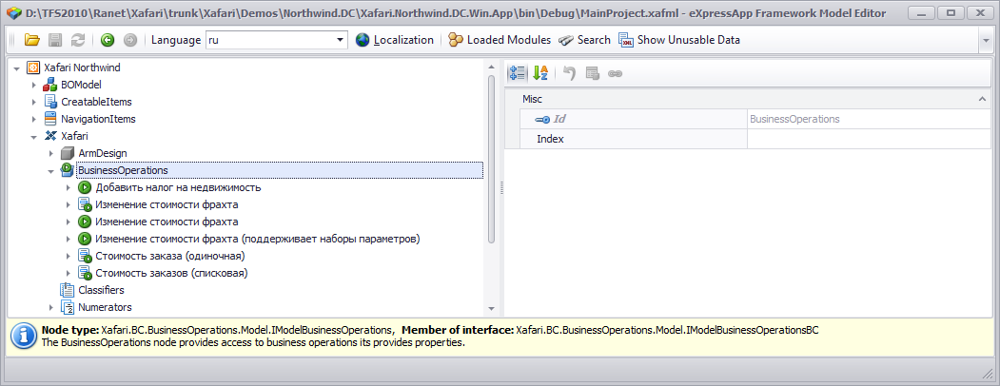 D:\TFS2010\Ranet\Xafari\trunk\Xafari\Demos\Northwind.DC\Xafari.Northwind.DC.Win.App\bin\Debug\MainProject.xafml - eXpressApp Framework Model Editor
Language ru Localization Loaded Modules Search Show Unusable Data
Xafari Northwind
BOModel
CreatableItems
NavigationItems
Xafari
ArmDesign
BusinessOperations
Добавить налог на недвижимость
Изменение стоимости фрахта
Изменение стоимости фрахта
Изменение стоимости фрахта (поддерживает наборы параметров)
Стоимость заказа (одиночная)
Стоимость заказов (списковая)
Classifiers
Numerators
Misc
Id BusinessOperations
Index
Node type: Xafari.BC.BusinessOperations.Model.IModelBusinessOperations, Member of interface: Xafari.BC.BusinessOperations.Model.IModelBusinessOperationsBC
The BusinessOperations node provides access to business operations its provides properties.